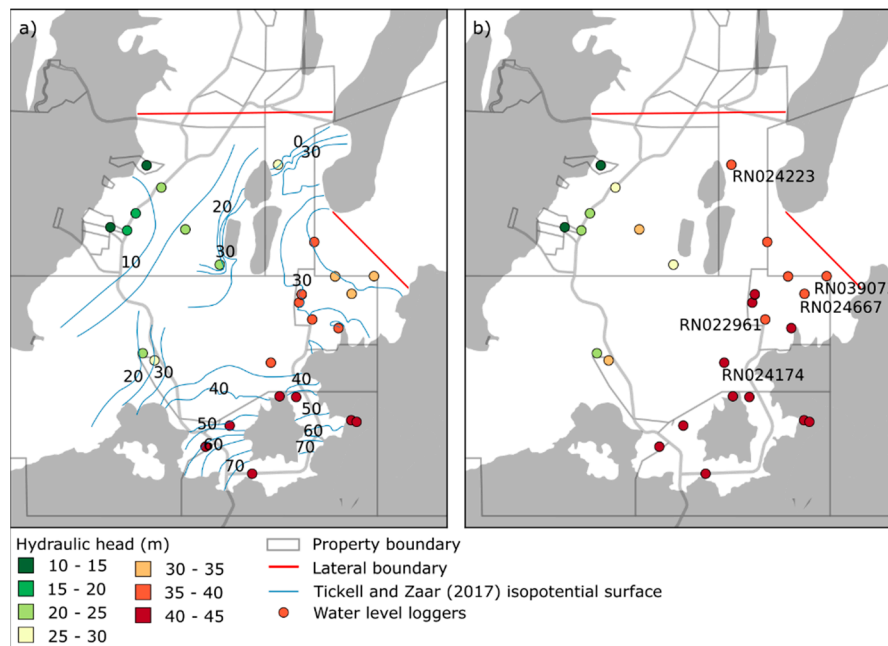 a)
0
30
20
10
30
30
20
30
40
40
50
50
60
60
70
70
b)
RN024223
RN03907
RN024667
RN022961
RN024174
Hydraulic head (m)
10 - 15
15 - 20
20 - 25
25 - 30
30 - 35
35 - 40
40 - 45
Property boundary
Lateral boundary
Tickell and Zaar (2017) isopotential surface
Water level loggers